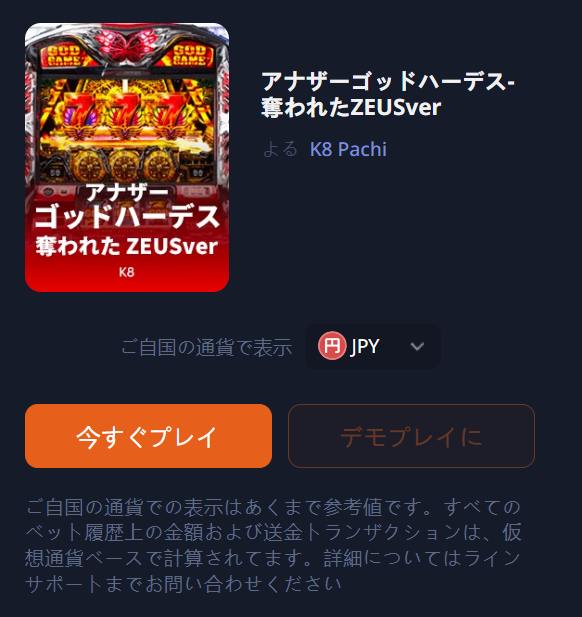 GOD GAME
GOD GAME
777
アナザー
ゴッドハーデス
奪われた ZEUSver
K8
アナザーゴッドハーデス-
奪われたZEUSver
よる K8 Pachi
ご自国の通貨で表示
円 JPY
今すぐプレイ
デモプレイに
ご自国の通貨での表示はあくまで参考値です。すべての
ベット履歴上の金額および送金トランザクションは、仮
想通貨ベースで計算されてます。詳細についてはライン
サポートまでお問い合わせください